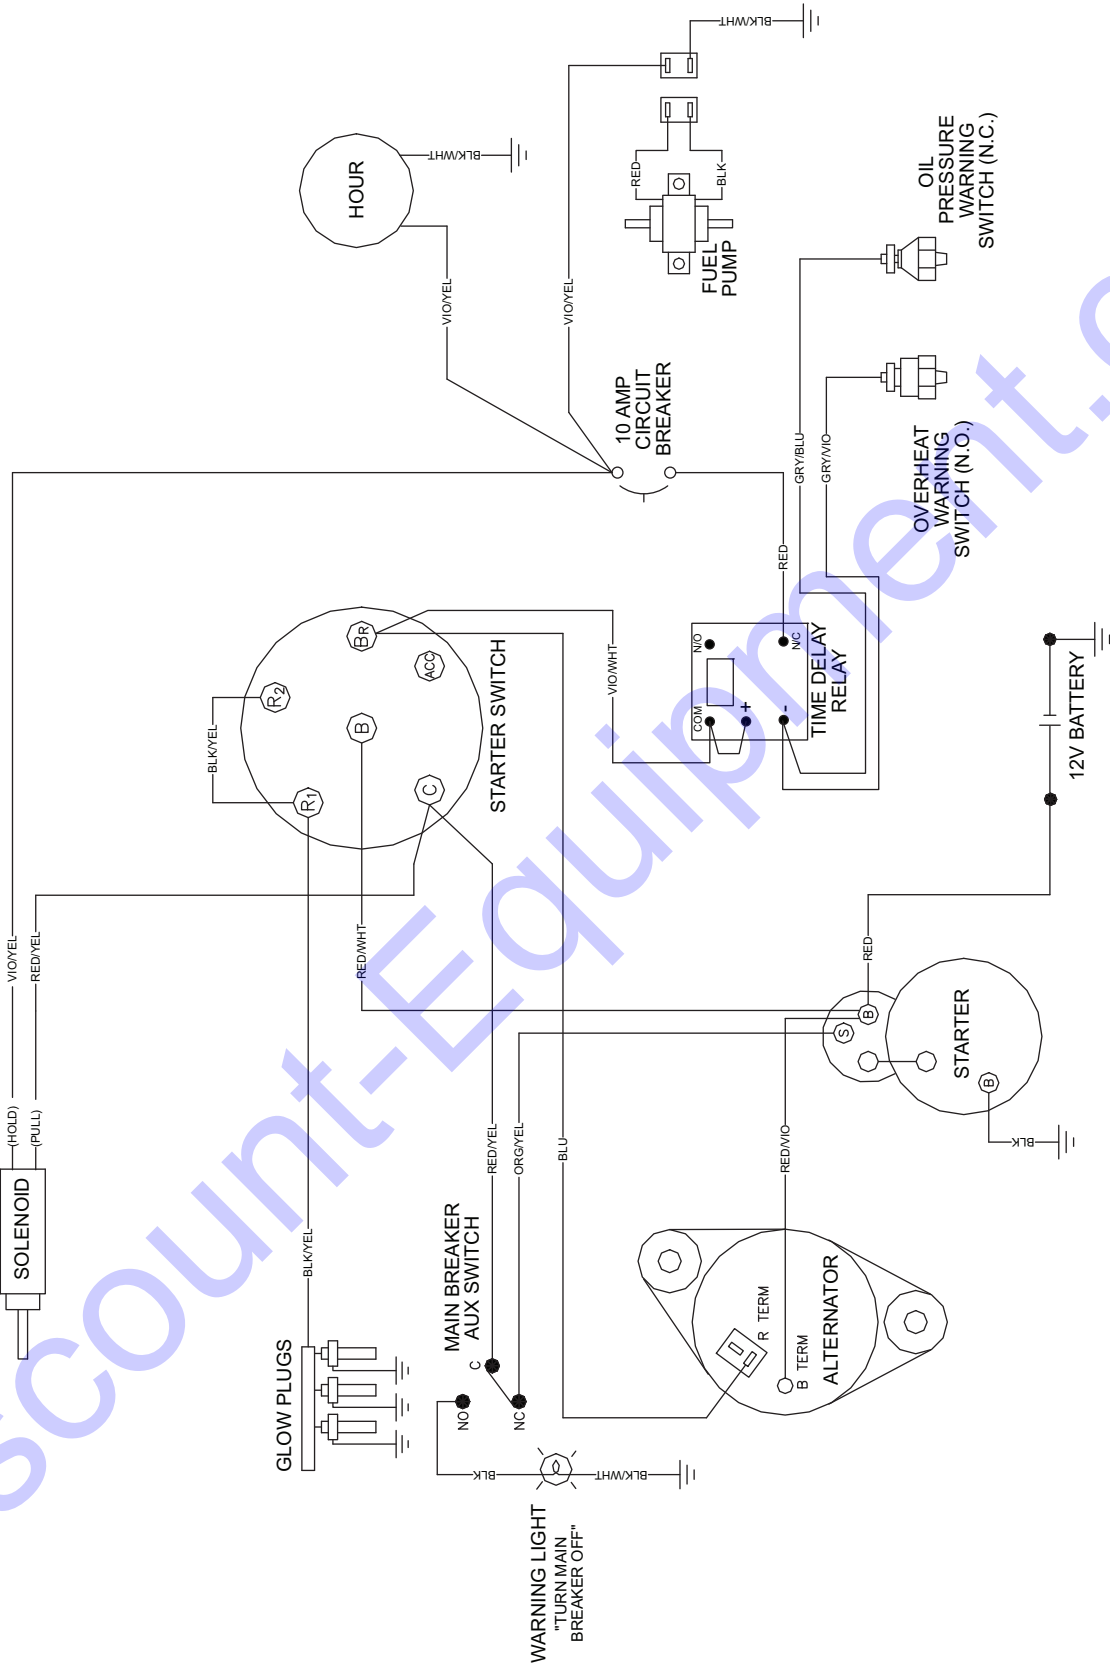 SOLENOID
(HOLD)
(PULL)
VIO/YEL
RED/YEL
GLOW PLUGS
BLK/YEL
BLK/YEL
R1
R2
B
BR
C
ACC
STARTER SWITCH
RED/WHT
HOUR
BLK/WHT
VIO/YEL
VIO/YEL
BLK/WHT
RED
BLK
FUEL
PUMP
10 AMP
CIRCUIT
BREAKER
RED
VIO/WHT
COM
N/O
+
-
N/C
TIME DELAY
RELAY
GRY/BLU
GRY/VIO
OIL
PRESSURE
WARNING
SWITCH (N.C.)
OVERHEAT
WARNING
SWITCH (N.O.)
12V BATTERY
RED
B
S
STARTER
B
BLK
RED/VIO
RED/YEL
ORG/YEL
BLU
MAIN BREAKER
AUX SWITCH
C
NO
NC
BLK
BLK/WHT
WARNING LIGHT
"TURN MAIN
BREAKER OFF"
R TERM
B TERM
ALTERNATOR
scount-Equipment.c